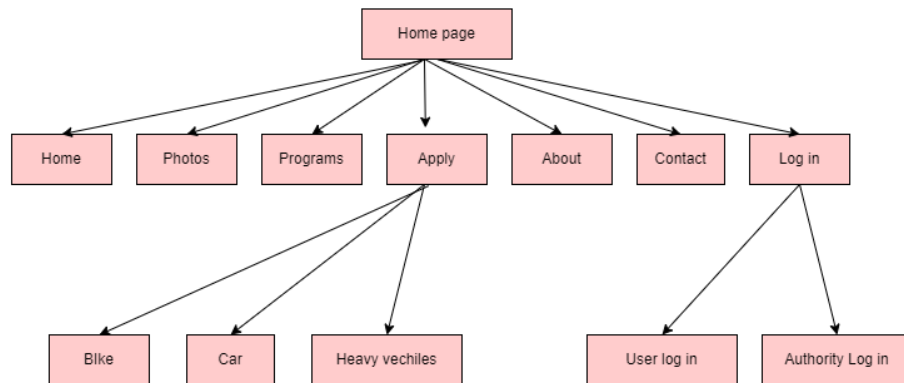 Home page
Home
Photos
Programs
Apply
About
Contact
Log in
BIke
Car
Heavy vechiles
User log in
Authority Log in